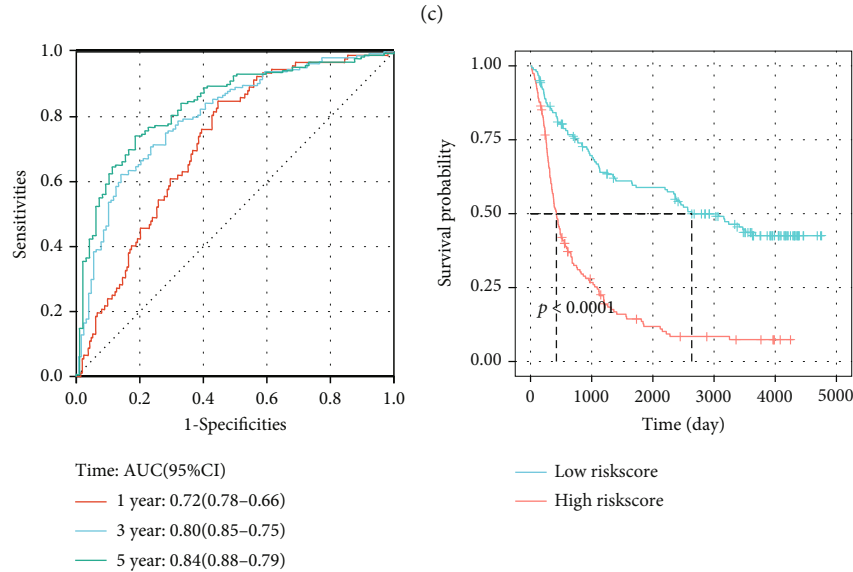 (c)
Sensitivities
1.0
0.8
0.6
0.4
0.2
0.0
0.0 0.2 0.4 0.6 0.8 1.0
1-Specificities
Time: AUC(95%CI)
1 year: 0.72(0.78–0.66)
3 year: 0.80(0.85–0.75)
5 year: 0.84(0.88–0.79)
Survival probability
1.00
0.75
0.50
0.25
0.00
p < 0.0001
0 1000 2000 3000 4000 5000
Time (day)
Low riskscore
High riskscore